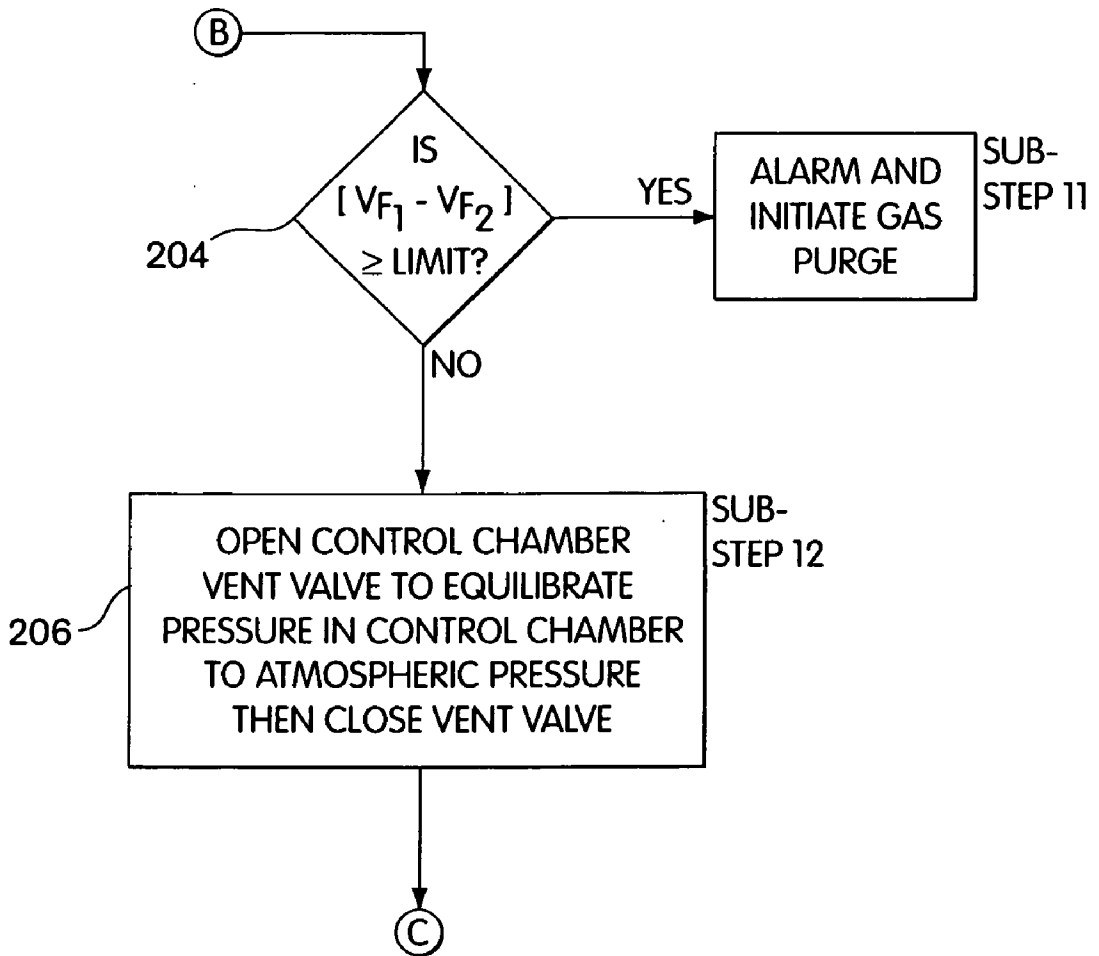 B
IS
[ VF1 - VF2 ]
≥ LIMIT?
204
YES
ALARM AND
INITIATE GAS
PURGE
SUB-
STEP 11
NO
OPEN CONTROL CHAMBER
VENT VALVE TO EQUILIBRATE
PRESSURE IN CONTROL CHAMBER
TO ATMOSPHERIC PRESSURE
THEN CLOSE VENT VALVE
SUB-
STEP 12
206
C